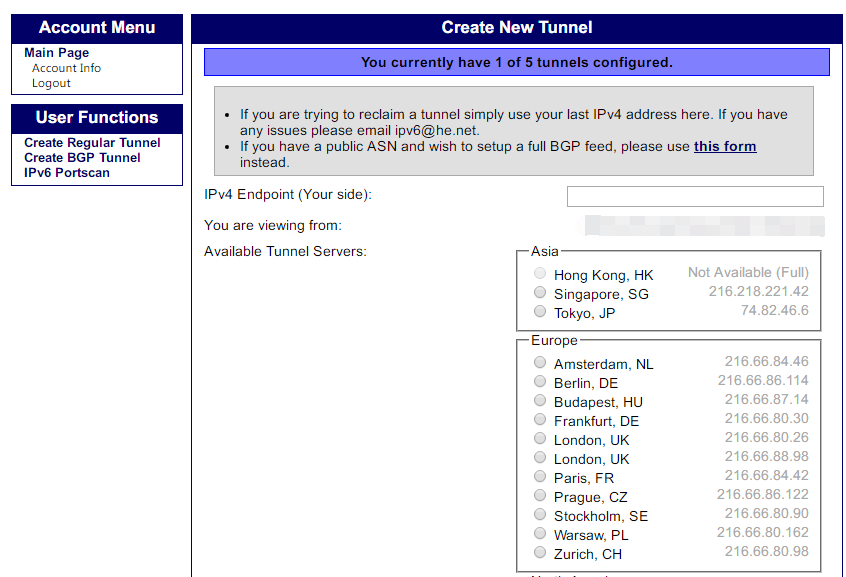 Account Menu
Main Page
Account Info
Logout
User Functions
Create Regular Tunnel
Create BGP Tunnel
IPv6 Portscan
Create New Tunnel
You currently have 1 of 5 tunnels configured.
• If you are trying to reclaim a tunnel simply use your last IPv4 address here. If you have
any issues please email ipv6@he.net.
• If you have a public ASN and wish to setup a full BGP feed, please use this form
instead.
IPv4 Endpoint (Your side):
You are viewing from:
Available Tunnel Servers:
Asia
Hong Kong, HK Not Available (Full)
Singapore, SG 216.218.221.42
Tokyo, JP 74.82.46.6
Europe
Amsterdam, NL 216.66.84.46
Berlin, DE 216.66.86.114
Budapest, HU 216.66.87.14
Frankfurt, DE 216.66.80.30
London, UK 216.66.80.26
London, UK 216.66.88.98
Paris, FR 216.66.84.42
Prague, CZ 216.66.86.122
Stockholm, SE 216.66.80.90
Warsaw, PL 216.66.80.162
Zurich, CH 216.66.80.98